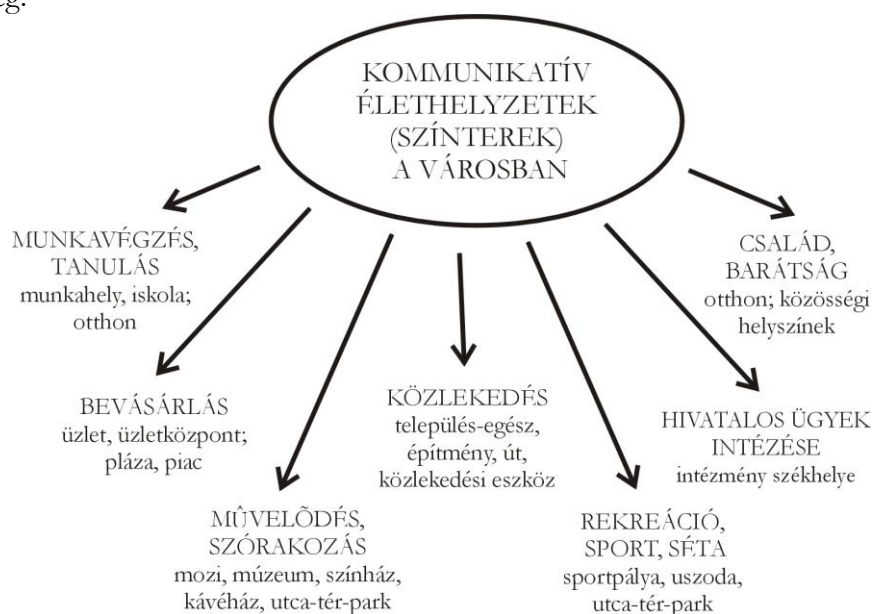 eg.
KOMMUNIKATÍV
ÉLETHELYZETEK
(SZÍNTEREK)
A VÁROSBAN
MUNKAVÉGZÉS,
TANULÁS
munkahely, iskola;
otthon
BEVÁSÁRLÁS
üzlet, üzletközpont;
pláza, piac
MÛVELÕDÉS,
SZÓRAKOZÁS
mozi, múzeum, színház,
kávéház, utca-tér-park
KÖZLEKEDÉS
település-egész,
építmény, út,
közlekedési eszköz
REKREÁCIÓ,
SPORT, SÉTA
sportpálya, uszoda,
utca-tér-park
HIVATALOS ÜGYEK
INTÉZÉSE
intézmény székhelye
CSALÁD,
BARÁTSÁG
otthon; közösségi
helyszínek